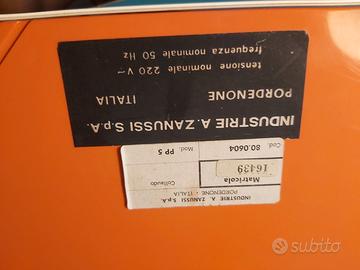 INDUSTRIE A. ZANUSSI S.p.A.
PORDENONE ITALIA
tensione nominale 220 V~
frequenza nominale 50 Hz
INDUSTRIE A. ZANUSSI S.p.A.
PORDENONE - ITALIA
Matricola Collaudo
16439
Cod. 80.0604 Mod. PP 5
subito